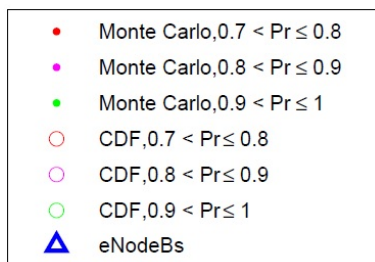 Monte Carlo,0.7 < Pr ≤ 0.8
Monte Carlo,0.8 < Pr ≤ 0.9
Monte Carlo,0.9 < Pr ≤ 1
CDF,0.7 < Pr ≤ 0.8
CDF,0.8 < Pr ≤ 0.9
CDF,0.9 < Pr ≤ 1
eNodeBs